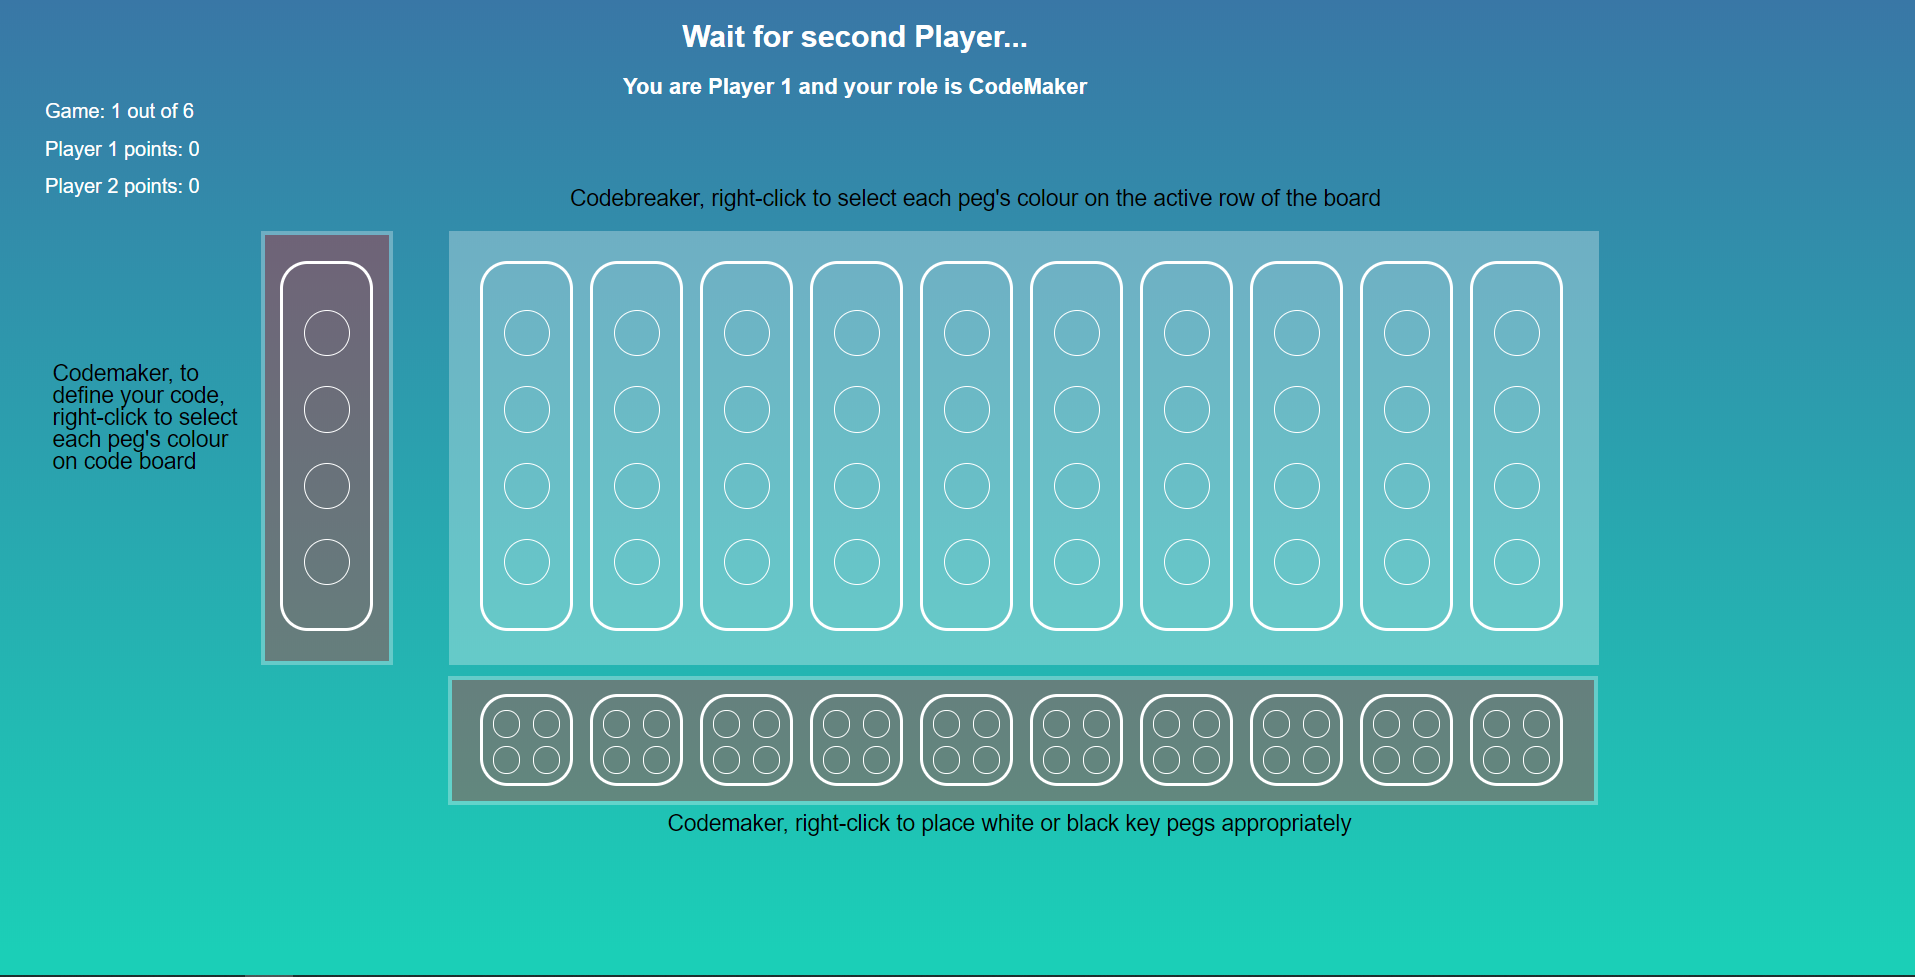 Wait for second Player...
You are Player 1 and your role is CodeMaker
Game: 1 out of 6
Player 1 points: 0
Player 2 points: 0
Codebreaker, right-click to select each peg's colour on the active row of the board
Codemaker, to
define your code,
right-click to select
each peg's colour
on code board
Codemaker, right-click to place white or black key pegs appropriately